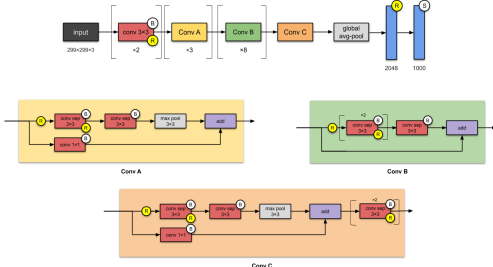 B
R
S
input
conv 3×3
R
Conv A
B
Conv B
Conv C
global
avg-pool
299×299×3
×2
×3
×8
2048
1000
R
conv sep
3×3
B
R
conv sep
3×3
B
max pool
3×3
add
conv 1×1
B
Conv A
R
×2
conv sep
3×3
B
R
conv sep
3×3
B
add
Conv B
R
conv sep
3×3
B
R
conv sep
3×3
B
max pool
3×3
add
×2
conv sep
3×3
B
R
conv 1×1
B
Conv C